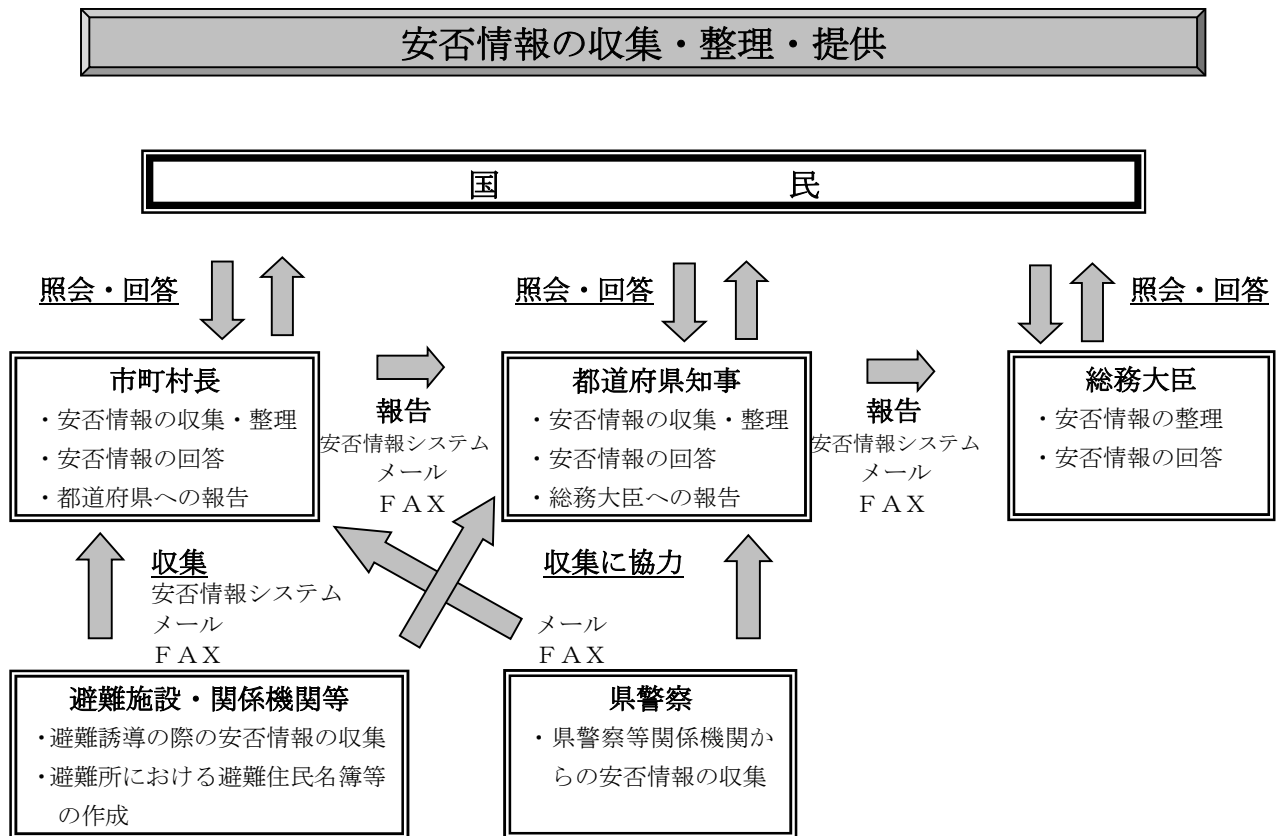 安否情報の収集・整理・提供
国　民
照会・回答
照会・回答
照会・回答
市町村長
・安否情報の収集・整理
・安否情報の回答
・都道府県への報告
報告
安否情報システム
メール
ＦＡＸ
都道府県知事
・安否情報の収集・整理
・安否情報の回答
・総務大臣への報告
報告
安否情報システム
メール
ＦＡＸ
総務大臣
・安否情報の整理
・安否情報の回答
収集
安否情報システム
メール
ＦＡＸ
収集に協力
メール
ＦＡＸ
避難施設・関係機関等
・避難誘導の際の安否情報の収集
・避難所における避難住民名簿等
の作成
県警察
・県警察等関係機関か
らの安否情報の収集